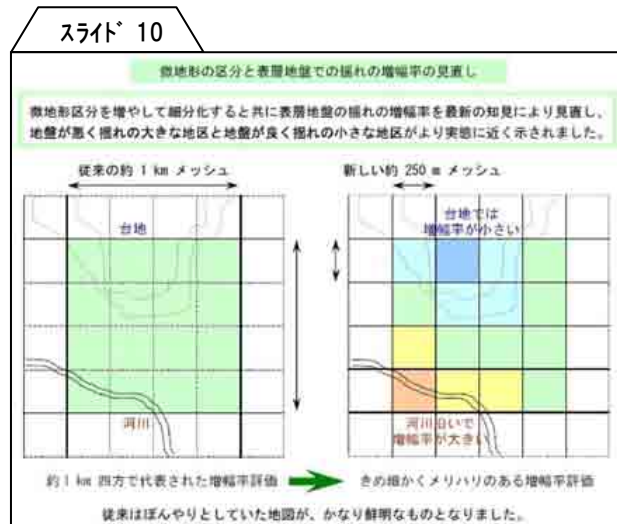 スライド 10
微地形の区分と表層地盤での揺れの増幅率の見直し
微地形区分を増やして細分化すると共に表層地盤の揺れの増幅率を最新の知見により見直し、
地盤が悪く揺れの大きな地区と地盤が良く揺れの小さな地区がより実態に近く示されました。
従来の約 1 km メッシュ
新しい約 250 m メッシュ
台地
台地では
増幅率が小さい
河川
河川沿いで
増幅率が大きい
約 1 km 四方で代表された増幅率評価
きめ細かくメリハリのある増幅率評価
従来はぼんやりとしていた地図が、かなり鮮明なものとなりました。